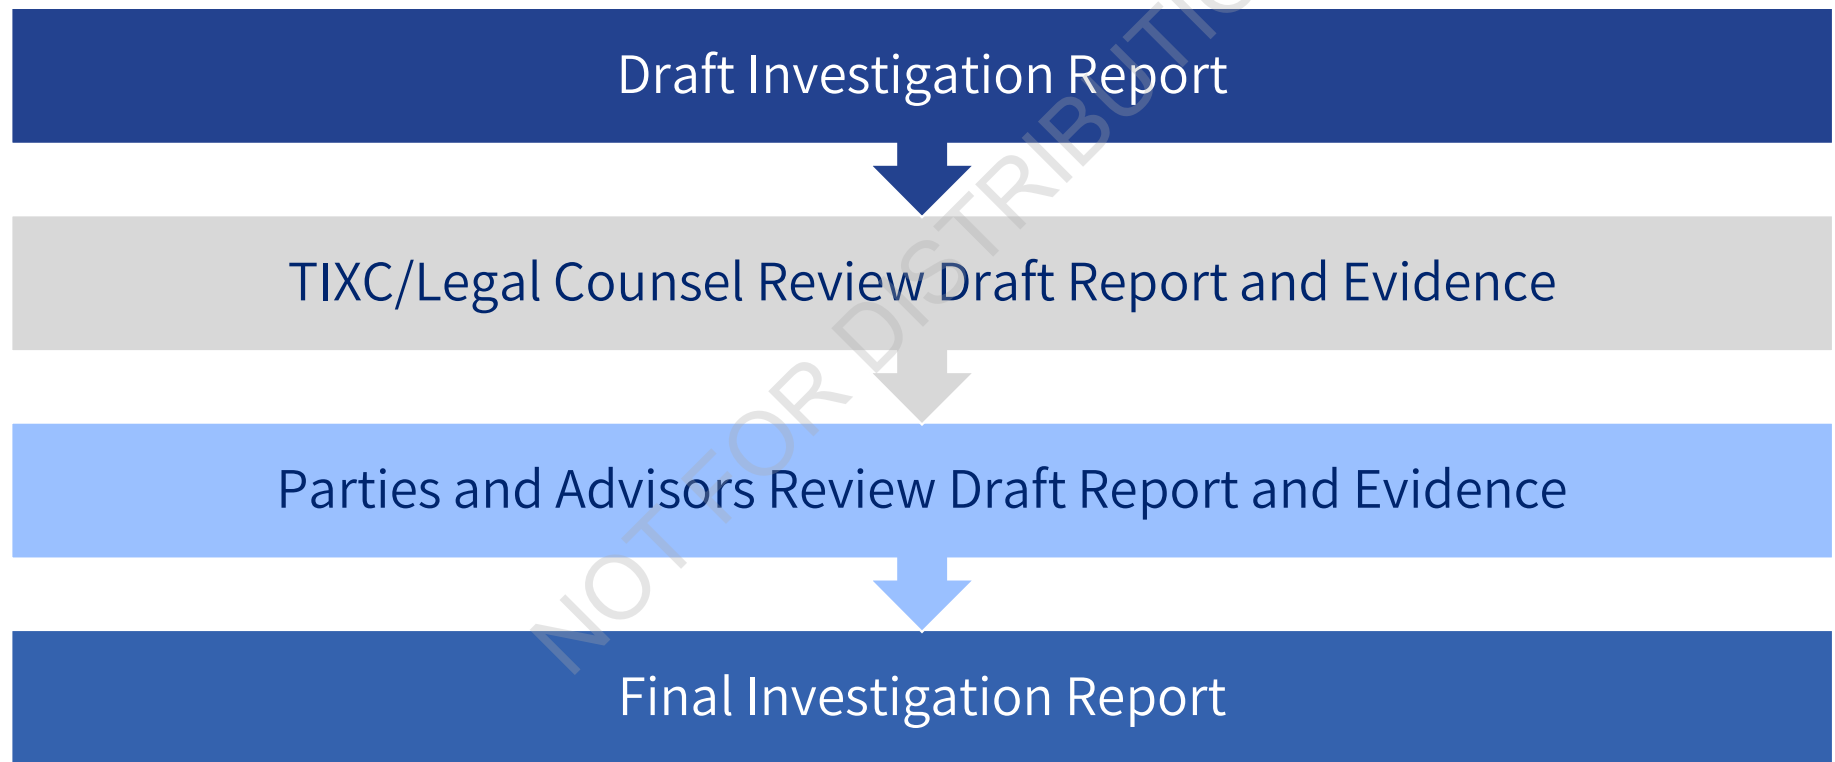 Draft Investigation Report
TIXC/Legal Counsel Review Draft Report and Evidence
Parties and Advisors Review Draft Report and Evidence
Final Investigation Report
NOT FOR DISTRIBUTIO